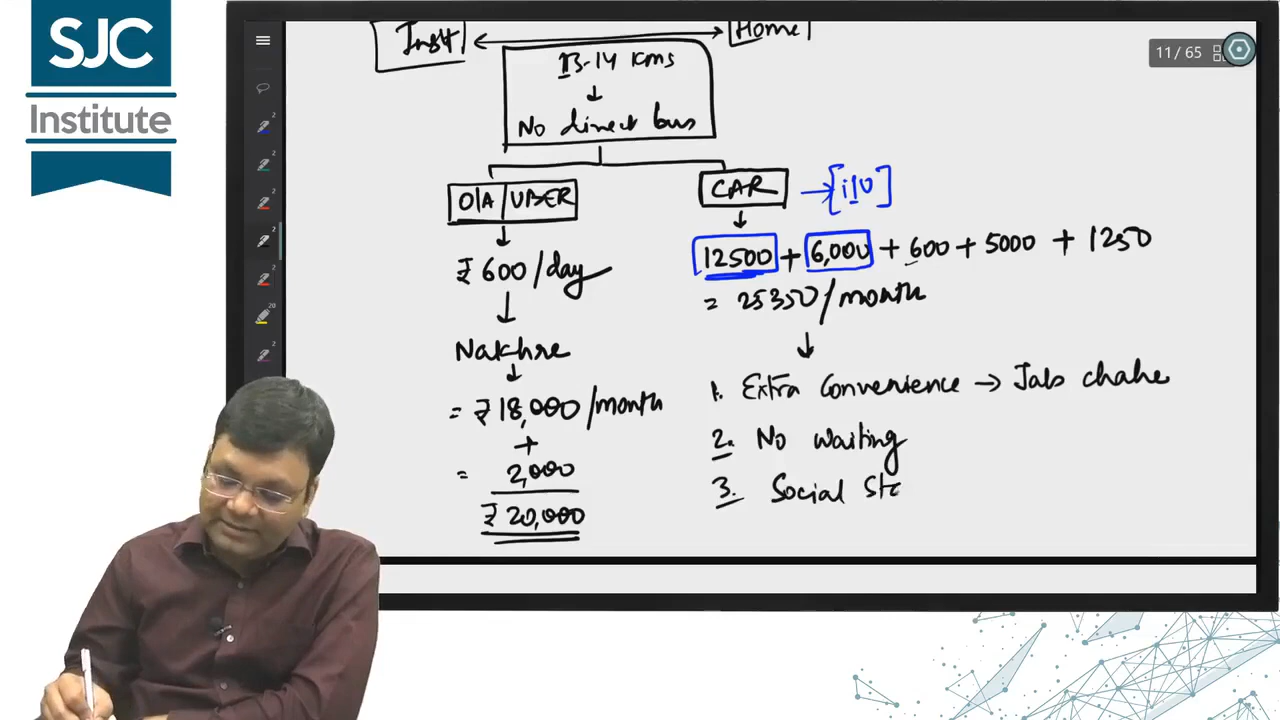 SJC
Institute
11 / 65
Inst Home
13-14 kms
No direct bus
OLA UBER
CAR → [i/o]
₹600/day
12500 + 6,000 + 600 + 5000 + 1250
= 25350/month
Nakhre
= ₹18,000/month
+
= 2,000
₹20,000
1. Extra Convenience → Jab chahe
2. No waiting
3. Social Sta